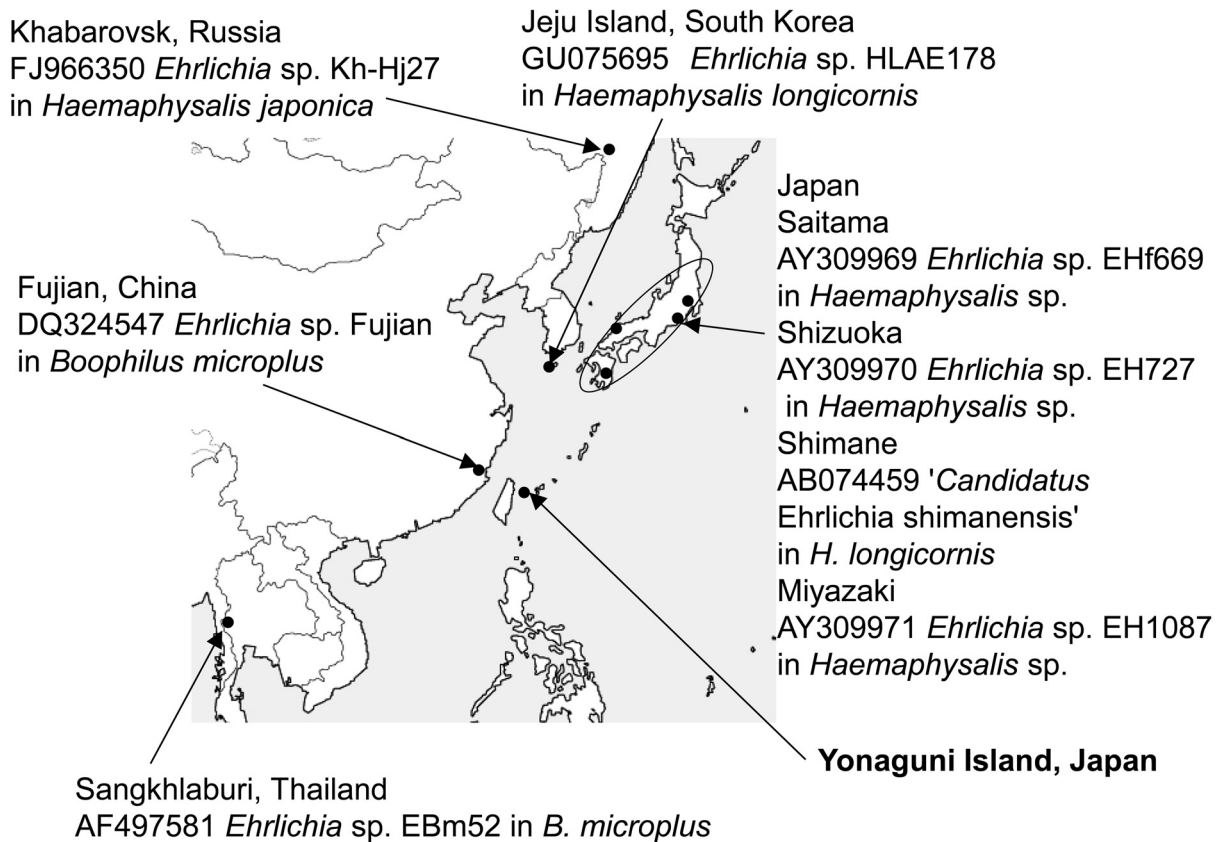 Khabarovsk, Russia
FJ966350 Ehrlichia sp. Kh-Hj27
in Haemaphysalis japonica
Jeju Island, South Korea
GU075695 Ehrlichia sp. HLAE178
in Haemaphysalis longicornis
Japan
Saitama
AY309969 Ehrlichia sp. EHf669
in Haemaphysalis sp.
Shizuoka
AY309970 Ehrlichia sp. EH727
in Haemaphysalis sp.
Shimane
AB074459 'Candidatus
Ehrlichia shimanensis'
in H. longicornis
Miyazaki
AY309971 Ehrlichia sp. EH1087
in Haemaphysalis sp.
Fujian, China
DQ324547 Ehrlichia sp. Fujian
in Boophilus microplus
Yonaguni Island, Japan
Sangkhlaburi, Thailand
AF497581 Ehrlichia sp. EBm52 in B. microplus